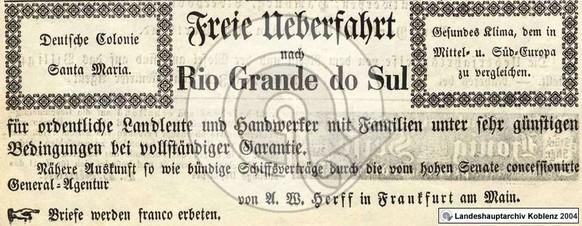 Deutsche Colonie
Santa Maria.
Freie Ueberfahrt
nach
Rio Grande do Sul
Gesundes Klima, dem in
Mittel- u. Süd-Europa
zu vergleichen.
für ordentliche Landleute und Handwerker mit Familien unter sehr günstigen
Bedingungen bei vollständiger Garantie.
Nähere Auskunft so wie bündige Schiffsverträge durch die vom hohen Senate concessionirte
General-Agentur
von A. W. Herff in Frankfurt am Main.
Briefe werden franco erbeten.
Landeshauptarchiv Koblenz 2004